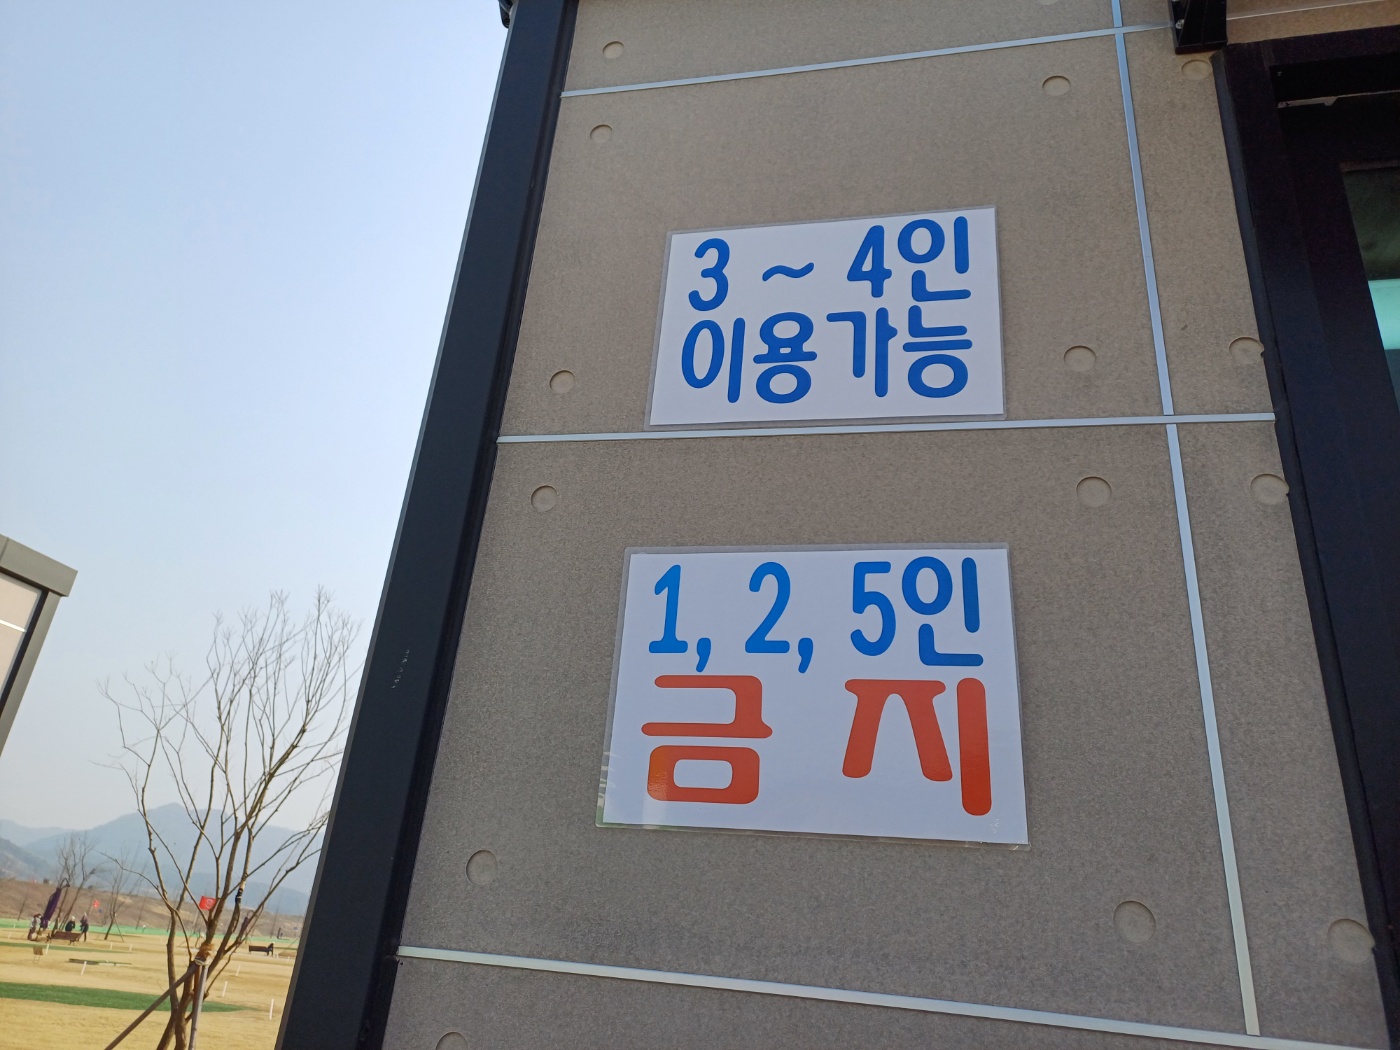 3 ~ 4인
이용가능
1, 2, 5인
금 지